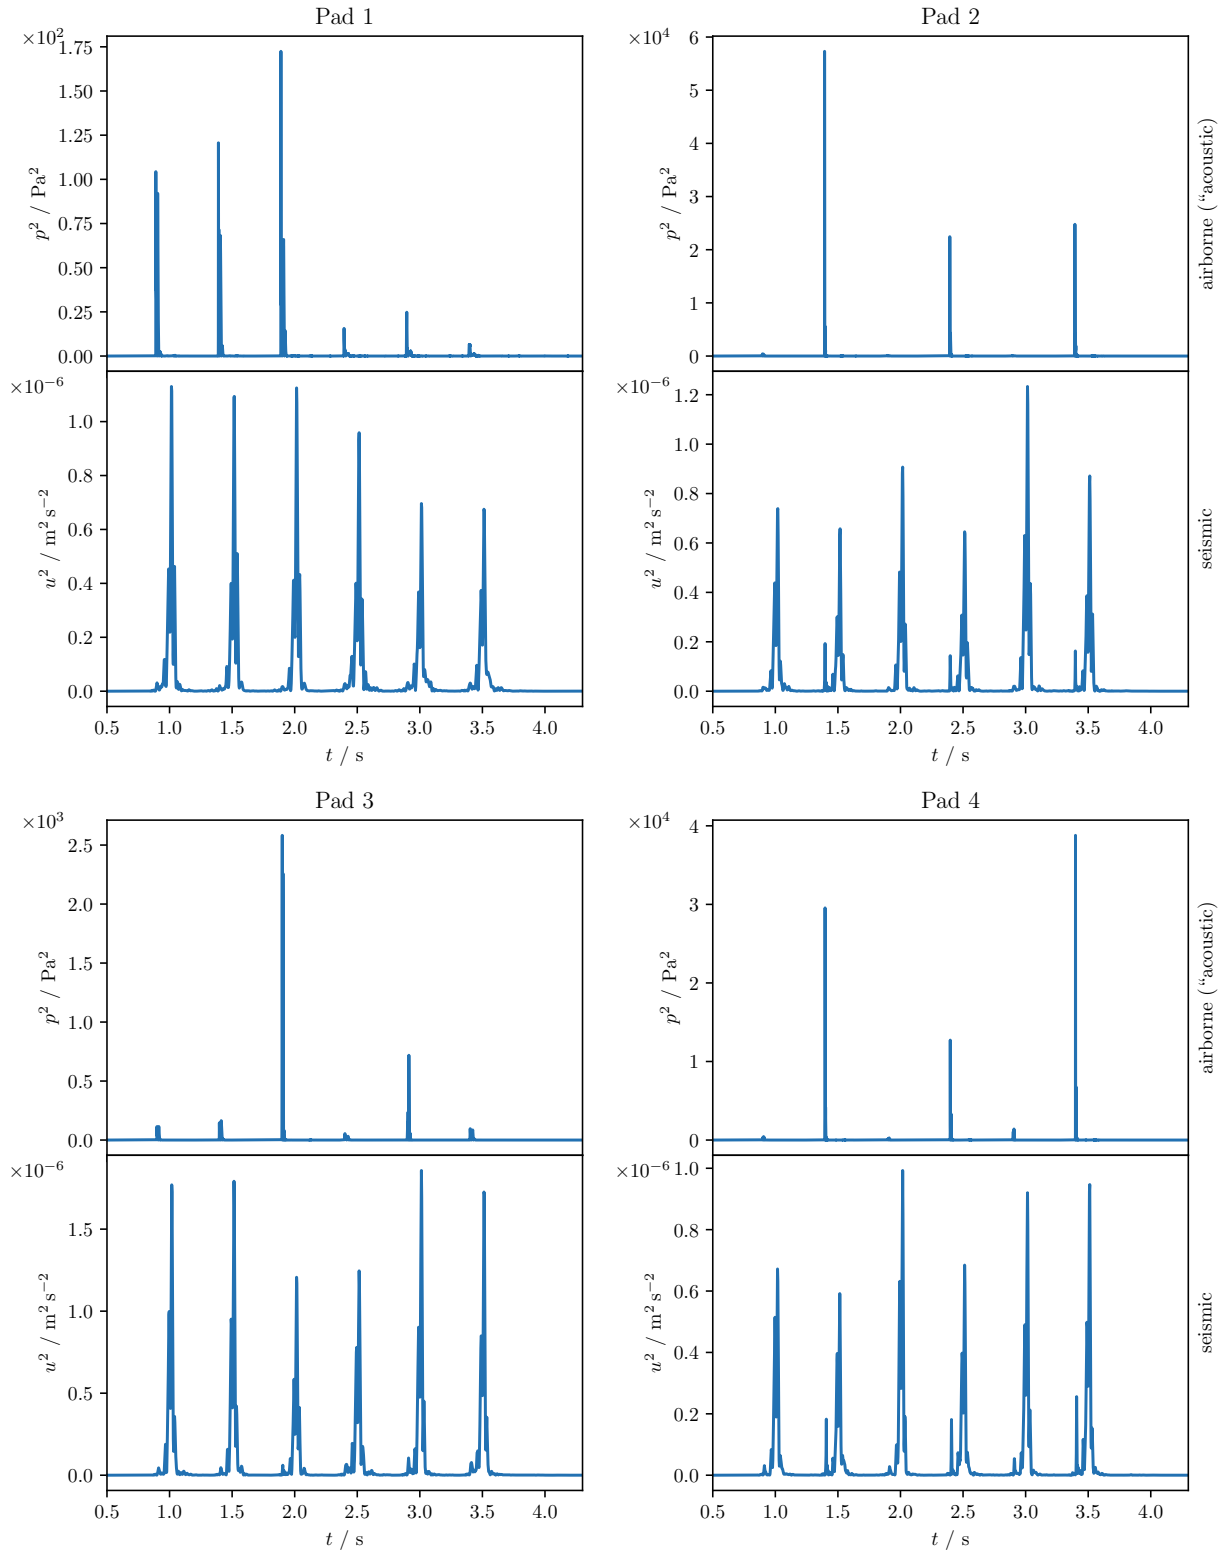 Pad 1
×10²
1.75
1.50
1.25
1.00
0.75
0.50
0.25
0.00
p² / Pa²
×10⁻⁶
1.0
0.8
0.6
0.4
0.2
0.0
u² / m² s⁻²
0.5 1.0 1.5 2.0 2.5 3.0 3.5 4.0
t / s
Pad 2
×10⁴
6
5
4
3
2
1
0
p² / Pa²
airborne (“acoustic)
×10⁻⁶
1.2
1.0
0.8
0.6
0.4
0.2
0.0
u² / m² s⁻²
seismic
0.5 1.0 1.5 2.0 2.5 3.0 3.5 4.0
t / s
Pad 3
×10³
2.5
2.0
1.5
1.0
0.5
0.0
p² / Pa²
×10⁻⁶
1.5
1.0
0.5
0.0
u² / m² s⁻²
0.5 1.0 1.5 2.0 2.5 3.0 3.5 4.0
t / s
Pad 4
×10⁴
4
3
2
1
0
p² / Pa²
airborne (“acoustic)
×10⁻⁶
1.0
0.8
0.6
0.4
0.2
0.0
u² / m² s⁻²
seismic
0.5 1.0 1.5 2.0 2.5 3.0 3.5 4.0
t / s